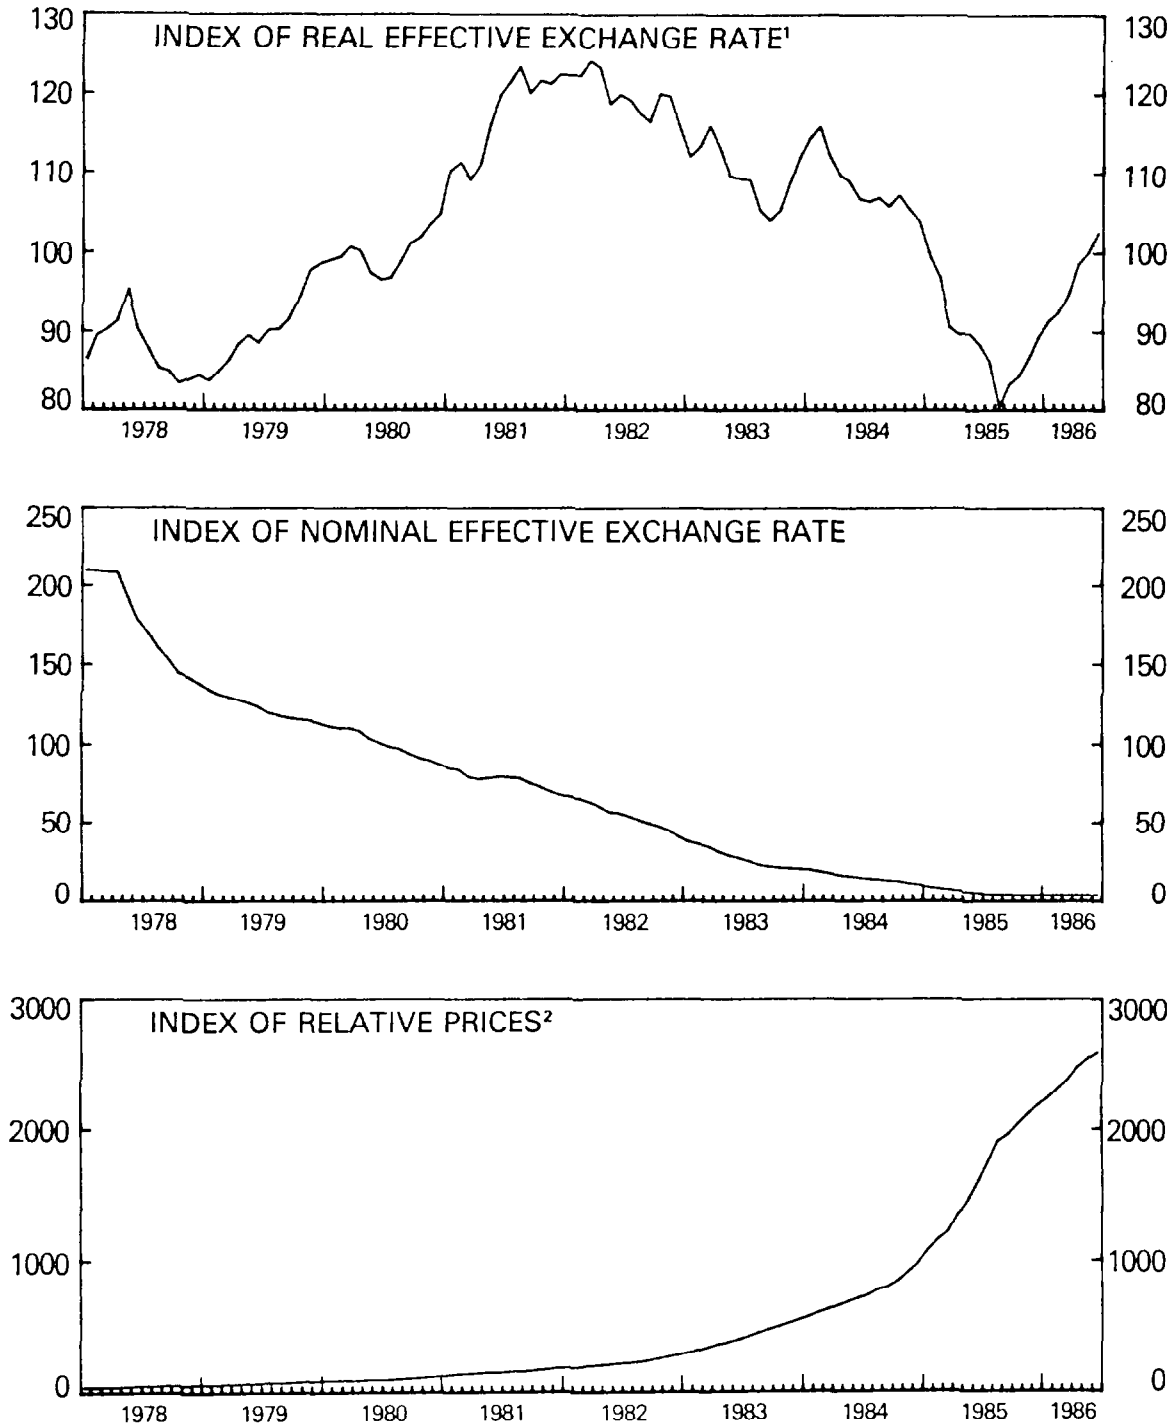 130 130
INDEX OF REAL EFFECTIVE EXCHANGE RATE¹
120 120
110 110
100 100
90 90
80 80
1978 1979 1980 1981 1982 1983 1984 1985 1986
250 250
INDEX OF NOMINAL EFFECTIVE EXCHANGE RATE
200 200
150 150
100 100
50 50
0 0
1978 1979 1980 1981 1982 1983 1984 1985 1986
3000 3000
INDEX OF RELATIVE PRICES²
2000 2000
1000 1000
0 0
1978 1979 1980 1981 1982 1983 1984 1985 1986